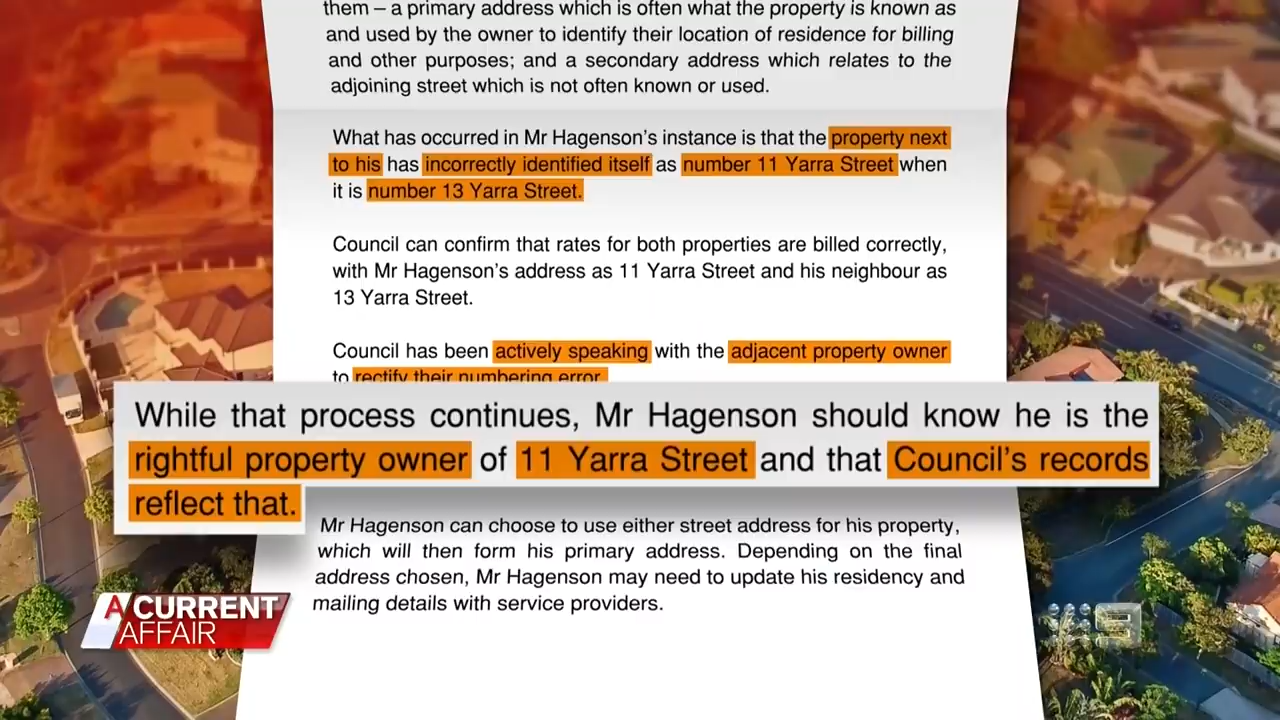 them – a primary address which is often what the property is known as
and used by the owner to identify their location of residence for billing
and other purposes; and a secondary address which relates to the
adjoining street which is not often known or used.
What has occurred in Mr Hagenson's instance is that the property next
to his has incorrectly identified itself as number 11 Yarra Street when
it is number 13 Yarra Street.
Council can confirm that rates for both properties are billed correctly,
with Mr Hagenson's address as 11 Yarra Street and his neighbour as
13 Yarra Street.
Council has been actively speaking with the adjacent property owner
to rectify their numbering error.
While that process continues, Mr Hagenson should know he is the
rightful property owner of 11 Yarra Street and that Council's records
reflect that.
Mr Hagenson can choose to use either street address for his property,
which will then form his primary address. Depending on the final
address chosen, Mr Hagenson may need to update his residency and
mailing details with service providers.
A CURRENT
AFFAIR
9